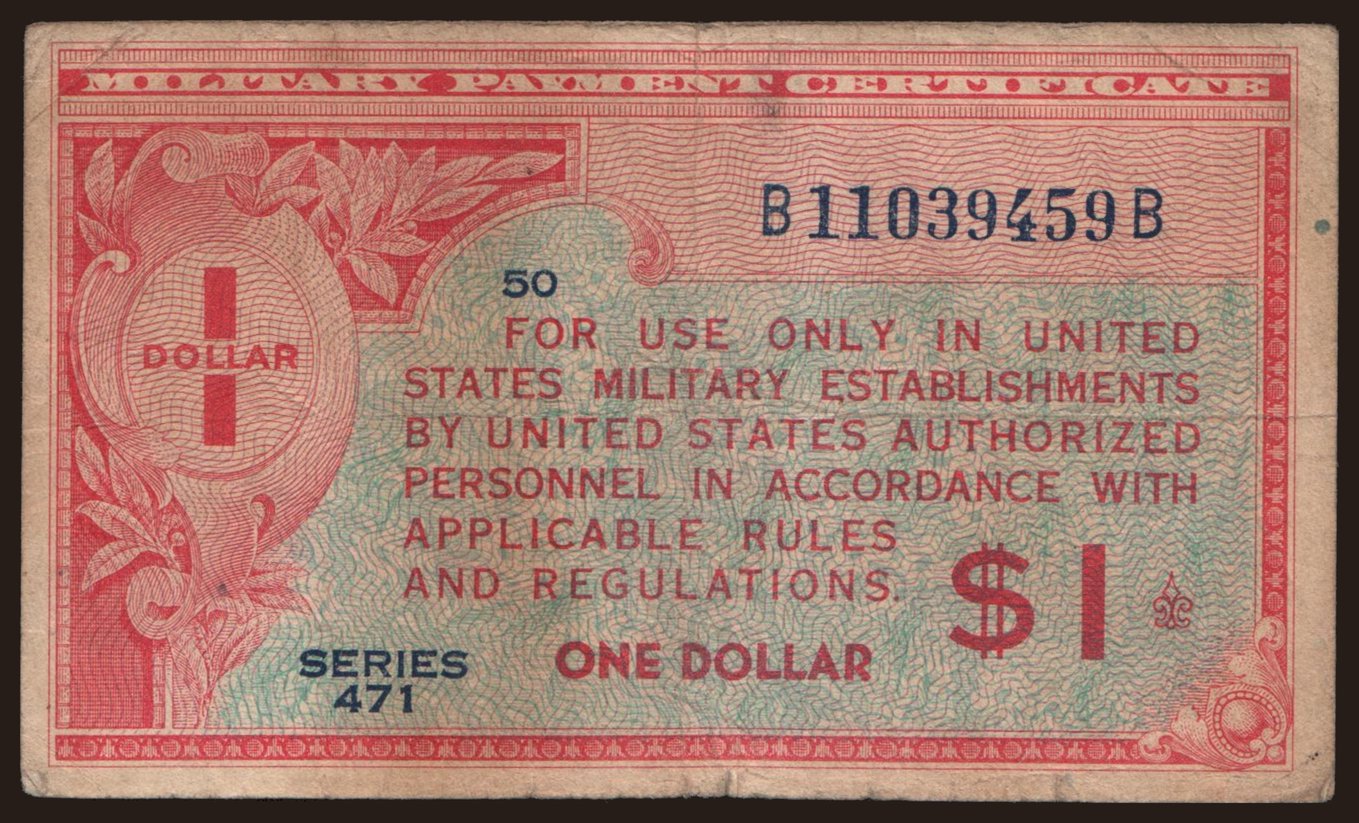 MILITARY PAYMENT CERTIFICATE
B11039459B
50
1
DOLLAR
FOR USE ONLY IN UNITED
STATES MILITARY ESTABLISHMENTS
BY UNITED STATES AUTHORIZED
PERSONNEL IN ACCORDANCE WITH
APPLICABLE RULES
AND REGULATIONS.
$1
ONE DOLLAR
SERIES
471